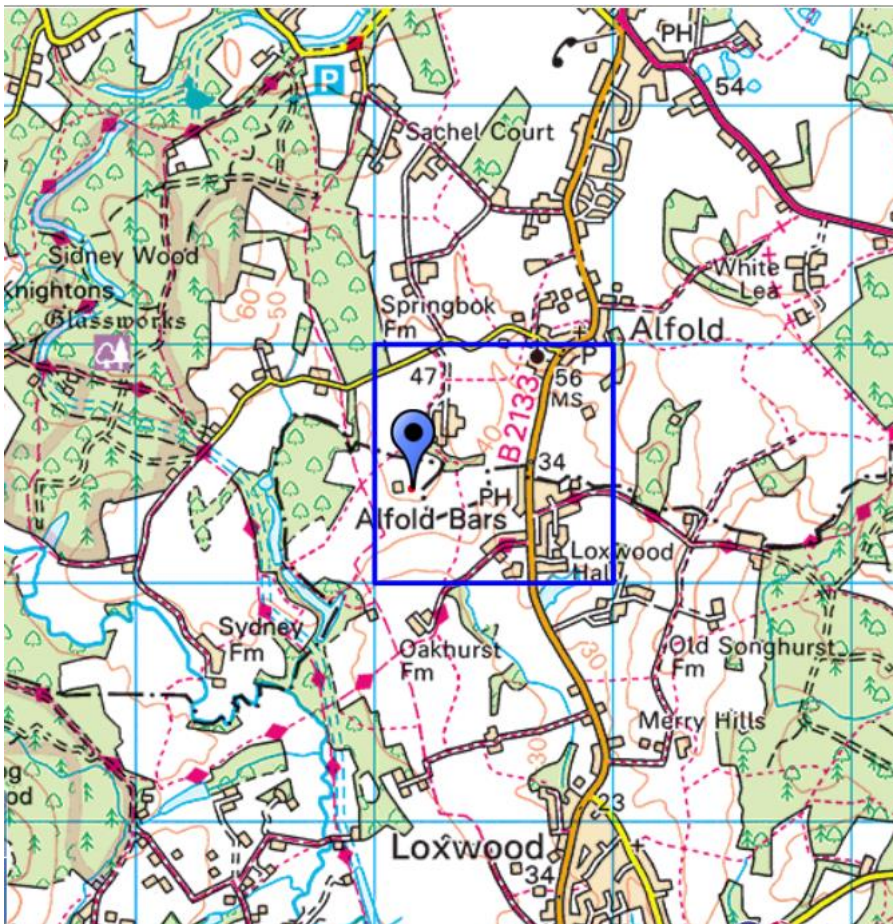 PH
P
54
Sachel Court
Sidney Wood
Knightons
Glassworks
60
50
White
Lea
Springbok
Fm
Alfold
47
P
56
MS
B2133
40
34
PH
Alfold Bars
Loxwood
Hall
Sydney
Fm
Oakhurst
Fm
30
Old Songhurst
Fm
Merry Hills
30
og
od
23
Loxwood
34